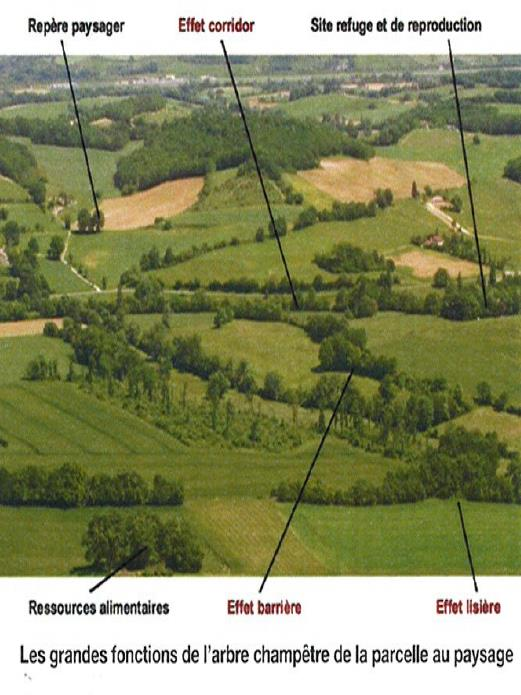 Repère paysager
Effet corridor
Site refuge et de reproduction
Ressources alimentaires
Effet barrière
Effet lisière
Les grandes fonctions de l'arbre champêtre de la parcelle au paysage